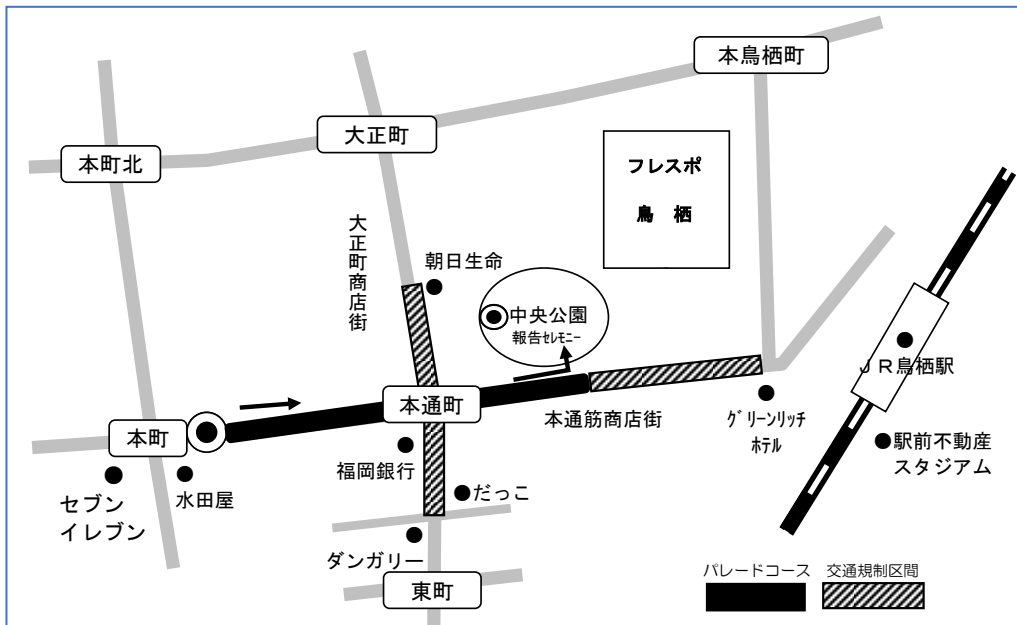 本鳥栖町
大正町
本町北
フレスポ
鳥 栖
大正町商店街
朝日生命
中央公園
報告ｾﾚﾓﾆｰ
ＪＲ鳥栖駅
本通町
本通筋商店街
ｸﾞﾘｰﾝﾘｯﾁ
ﾎﾃﾙ
本町
福岡銀行
駅前不動産
スタジアム
セブン
イレブン
水田屋
だっこ
ダンガリー
東町
パレードコース
交通規制区間